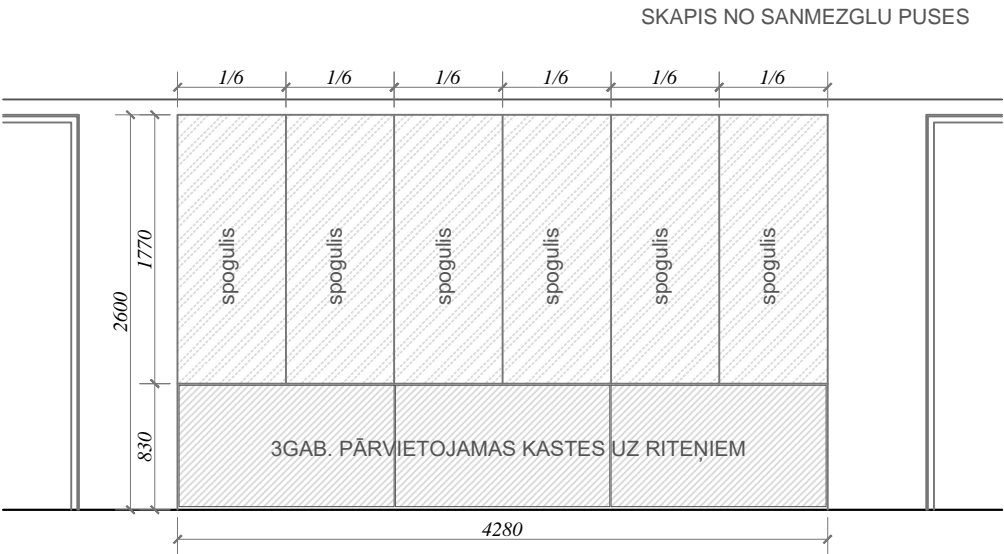 SKAPIS NO SANMEZGLU PUSES
1/6 1/6 1/6 1/6 1/6 1/6
2600
1770
spogulis
spogulis
spogulis
spogulis
spogulis
spogulis
830
3GAB. PĀRVIETOJAMAS KASTES UZ RITEŅIEM
4280